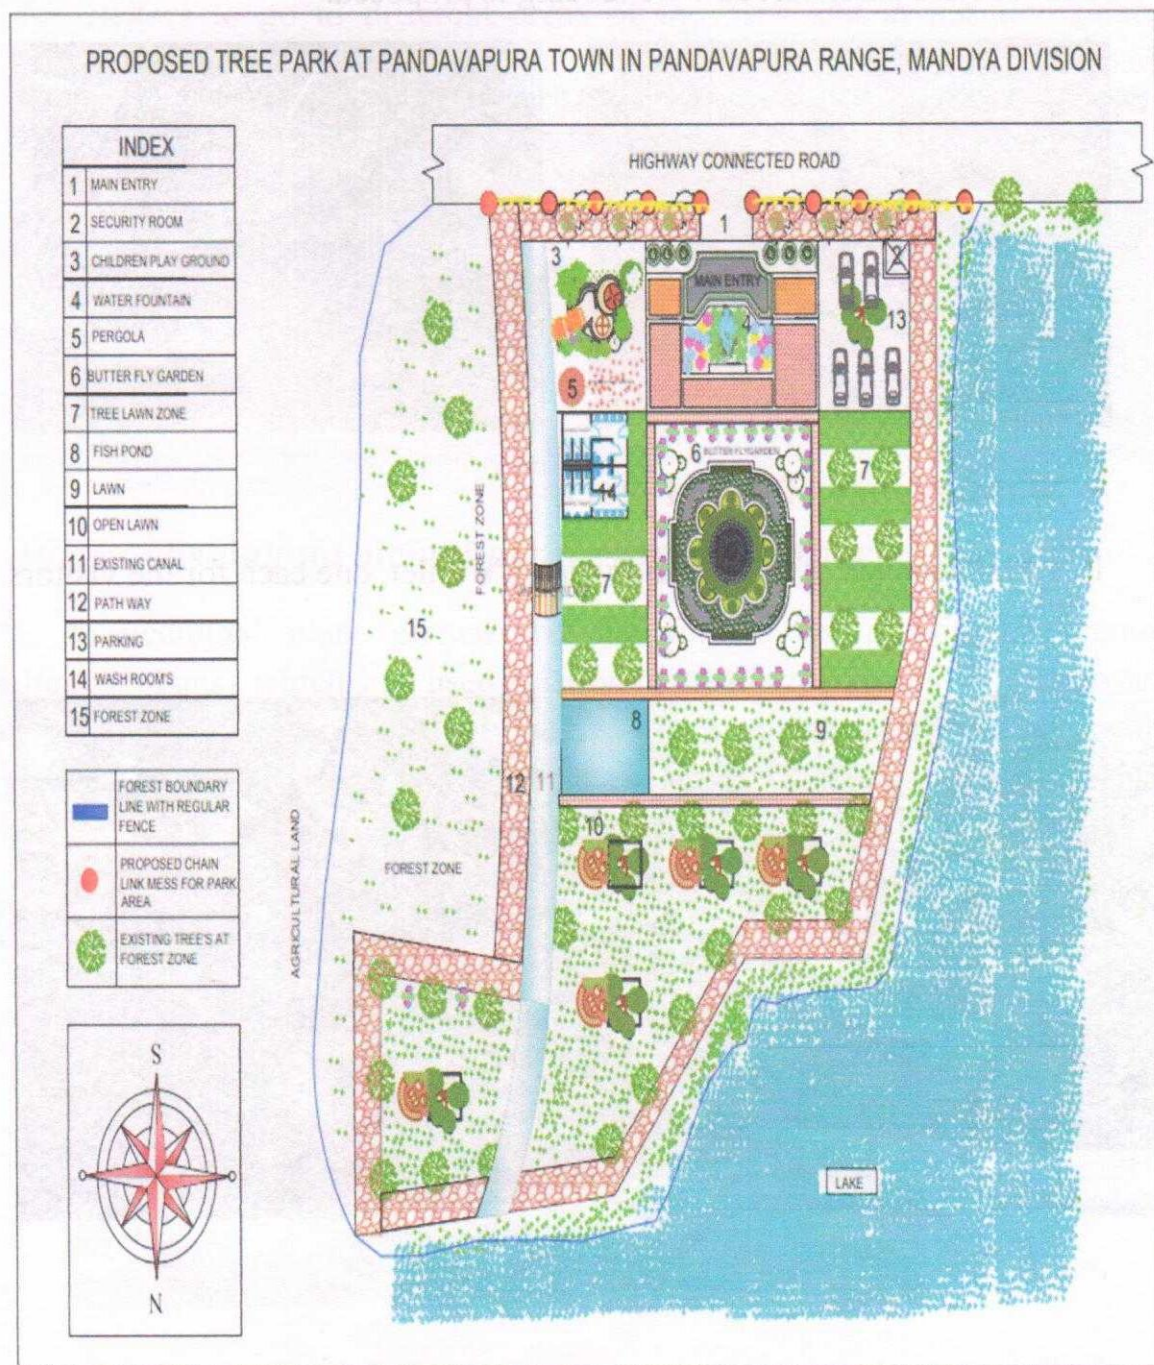 PROPOSED TREE PARK AT PANDAVAPURA TOWN IN PANDAVAPURA RANGE, MANDYA DIVISION
INDEX
1 MAIN ENTRY
2 SECURITY ROOM
3 CHILDREN PLAY GROUND
4 WATER FOUNTAIN
5 PERGOLA
6 BUTTER FLY GARDEN
7 TREE LAWN ZONE
8 FISH POND
9 LAWN
10 OPEN LAWN
11 EXISTING CANAL
12 PATH WAY
13 PARKING
14 WASH ROOM'S
15 FOREST ZONE
FOREST BOUNDARY
LINE WITH REGULAR
FENCE
PROPOSED CHAIN
LINK MESS FOR PARK
AREA
EXISTING TREE'S AT
FOREST ZONE
S
N
HIGHWAY CONNECTED ROAD
1
2
3
MAIN ENTRY
4
13
5
6 BUTTER FLYGARDEN
7
14
FOREST ZONE
7
15
8
9
12
11
10
FOREST ZONE
AGRICULTURAL LAND
LAKE